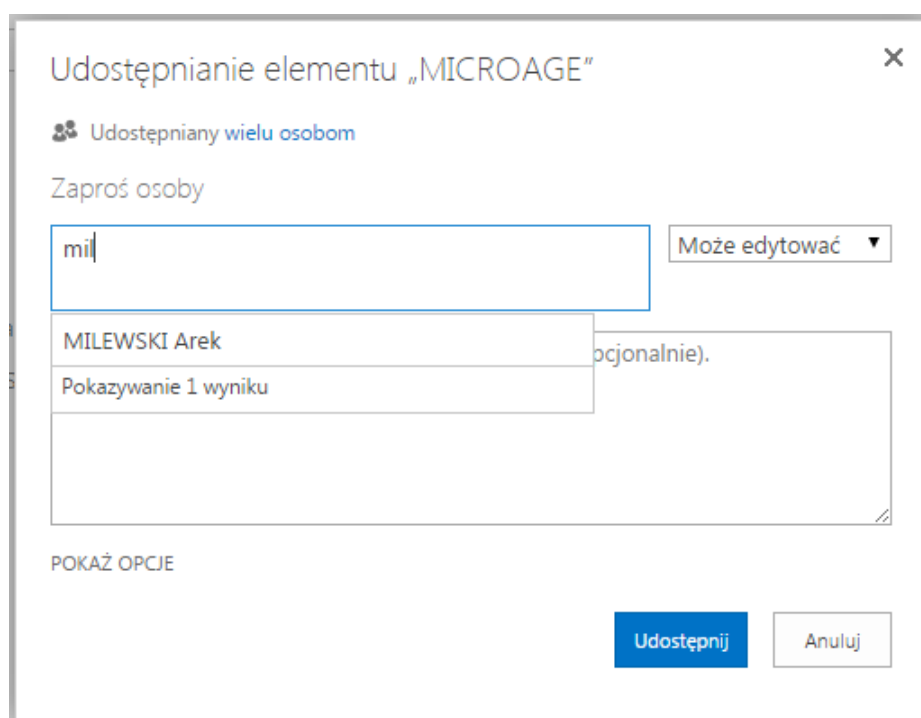 Udostępnianie elementu „MICROAGE”
Udostępniany wielu osobom
Zaproś osoby
mil
Może edytować
MILEWSKI Arek
pcjonalnie).
Pokazywanie 1 wyniku
POKAŻ OPCJE
Udostępnij
Anuluj